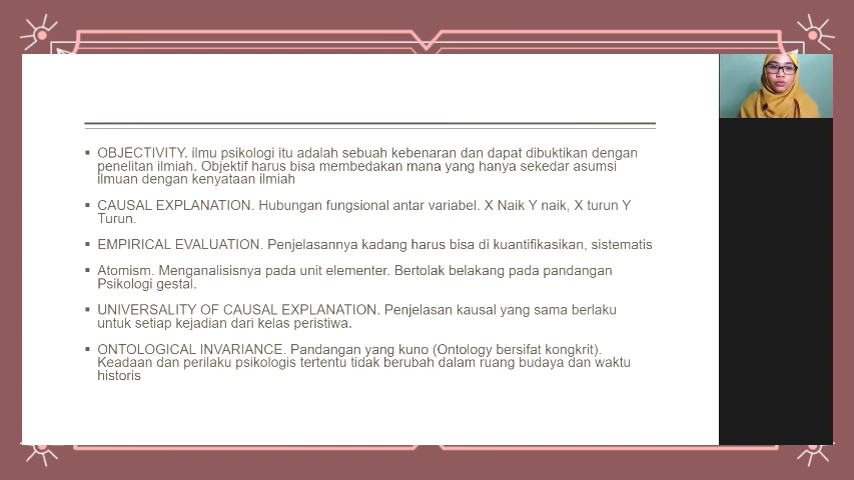 OBJECTIVITY. ilmu psikologi itu adalah sebuah kebenaran dan dapat dibuktikan dengan
penelitan ilmiah. Objektif harus bisa membedakan mana yang hanya sekedar asumsi
ilmuan dengan kenyataan ilmiah
CAUSAL EXPLANATION. Hubungan fungsional antar variabel. X Naik Y naik, X turun Y
Turun.
EMPIRICAL EVALUATION. Penjelasannya kadang harus bisa di kuantifikasikan, sistematis
Atomism. Menganalisisnya pada unit elementer. Bertolak belakang pada pandangan
Psikologi gestal.
UNIVERSALITY OF CAUSAL EXPLANATION. Penjelasan kausal yang sama berlaku
untuk setiap kejadian dari kelas peristiwa.
ONTOLOGICAL INVARIANCE. Pandangan yang kuno (Ontology bersifat kongkrit).
Keadaan dan perilaku psikologis tertentu tidak berubah dalam ruang budaya dan waktu
historis